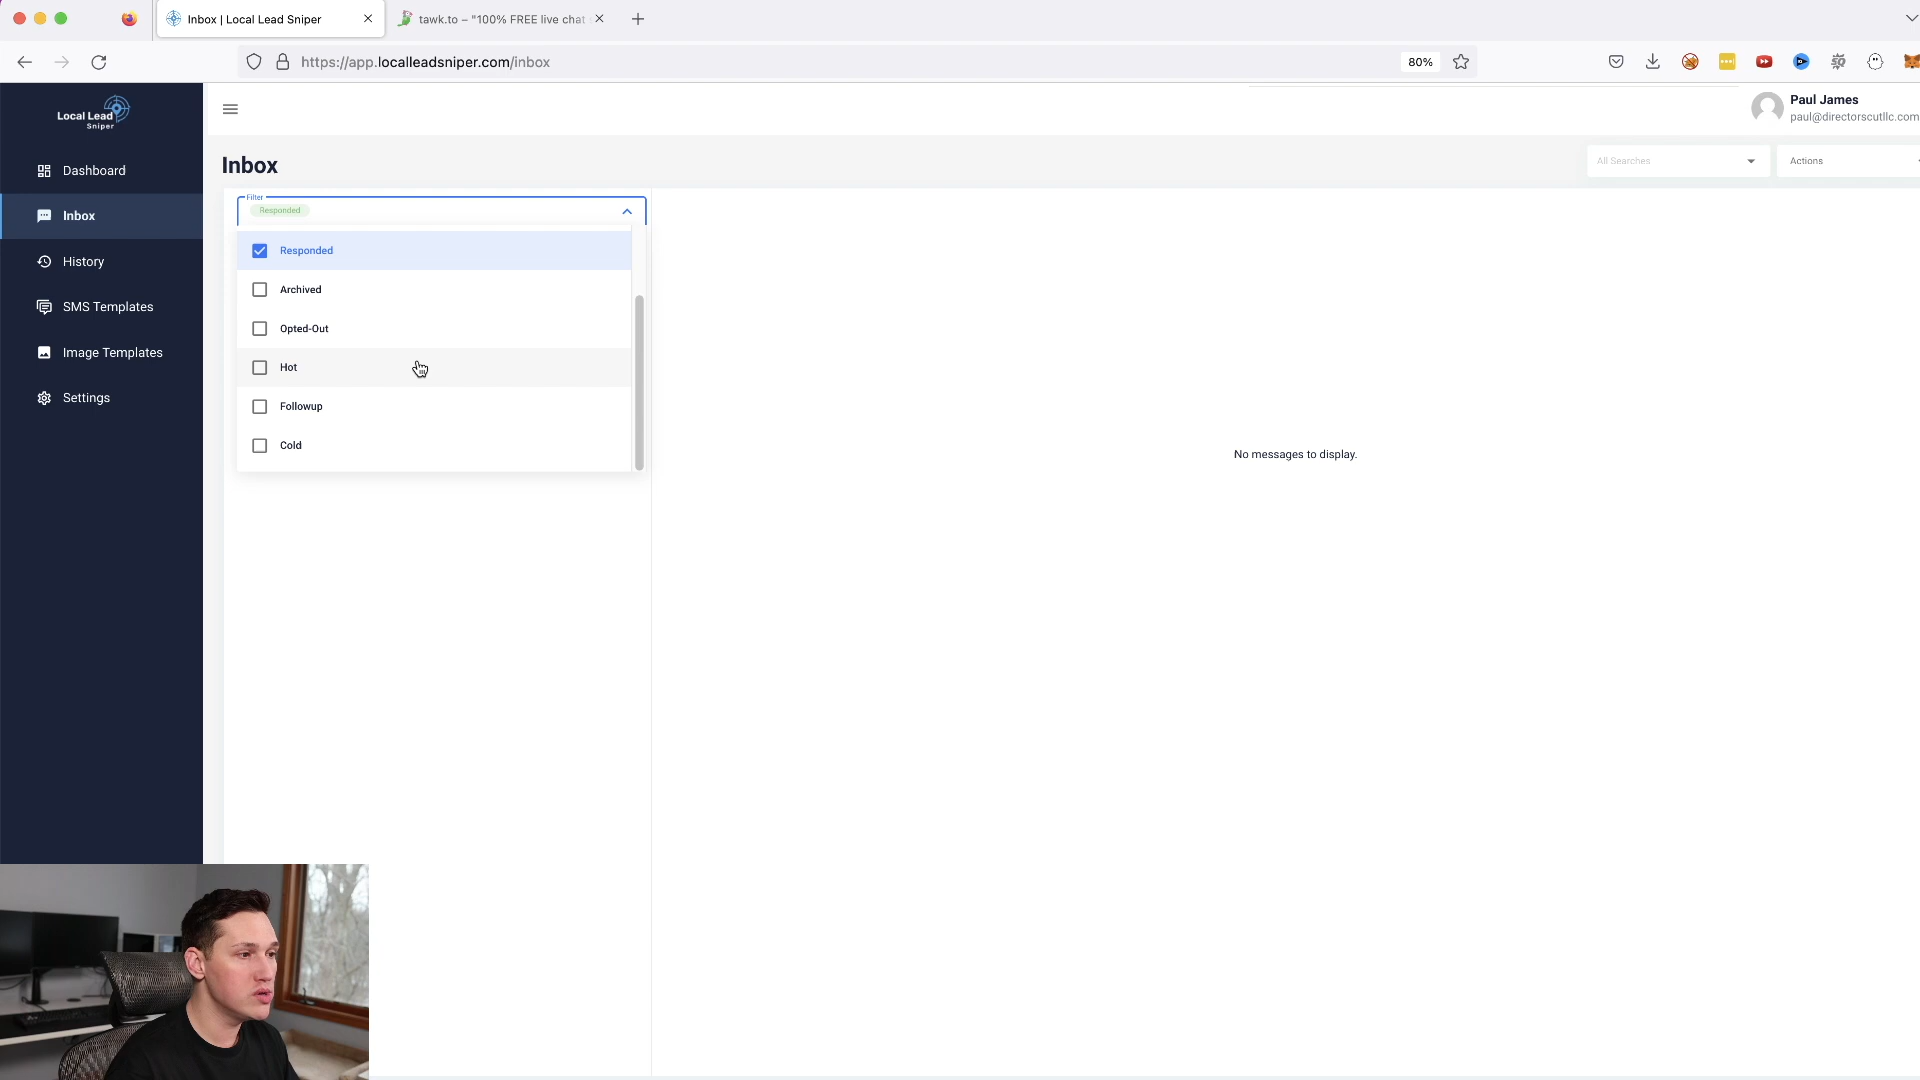 Inbox | Local Lead Sniper
tawk.to – "100% FREE live chat
https://app.localleadsniper.com/inbox
80%
Local Lead
Sniper
Paul James
paul@directorscutllc.com
Dashboard
Inbox
History
SMS Templates
Image Templates
Settings
Inbox
All Searches
Actions
Filter
Responded
Responded
Archived
Opted-Out
Hot
Followup
Cold
No messages to display.